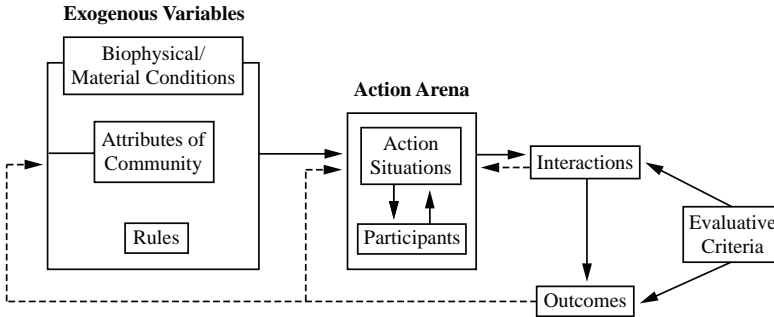 Exogenous Variables
Biophysical/
Material Conditions
Attributes of
Community
Rules
Action Arena
Action
Situations
Participants
Interactions
Outcomes
Evaluative
Criteria